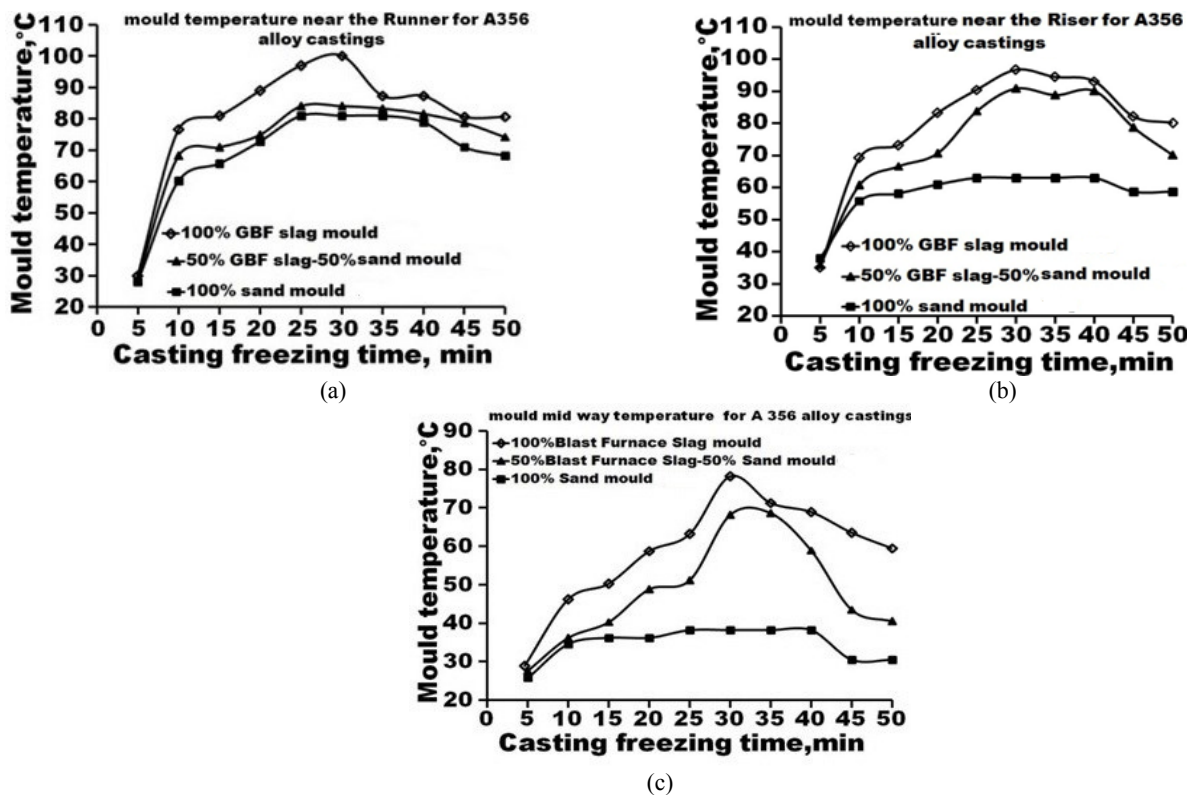 mould temperature near the Runner for A356
alloy castings
Mould temperature,°C
110
100
90
80
70
60
50
40
30
20
100% GBF slag mould
50% GBF slag-50% sand mould
100% sand mould
0 5 10 15 20 25 30 35 40 45 50
Casting freezing time, min
(a)
mould temperature near the Riser for A356
alloy castings
Mould temperature,°C
110
100
90
80
70
60
50
40
30
20
100% GBF slag mould
50% GBF slag-50% sand mould
100% sand mould
0 5 10 15 20 25 30 35 40 45 50
Casting freezing time,min
(b)
mould mid way temperature for A 356 alloy castings
Mould temperature,°C
90
80
70
60
50
40
30
20
100%Blast Furnace Slag mould
50%Blast Furnace Slag-50% Sand mould
100% Sand mould
0 5 10 15 20 25 30 35 40 45 50
Casting freezing time,min
(c)